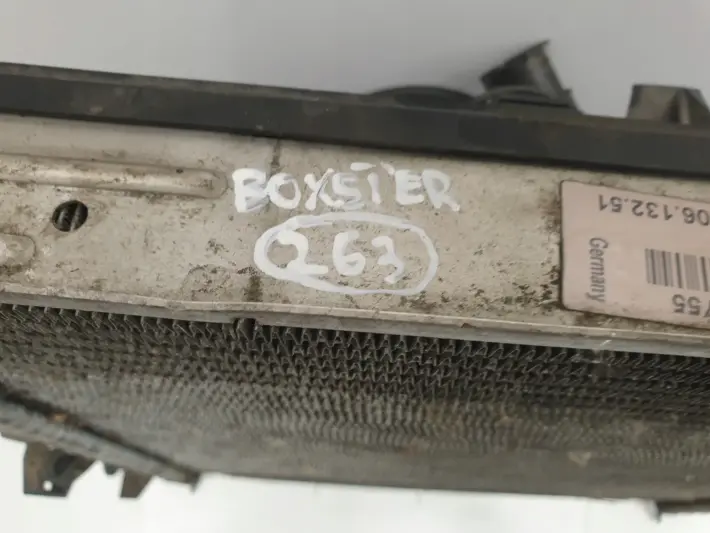 BOXSTER
263
06.132.51
Germany
/55